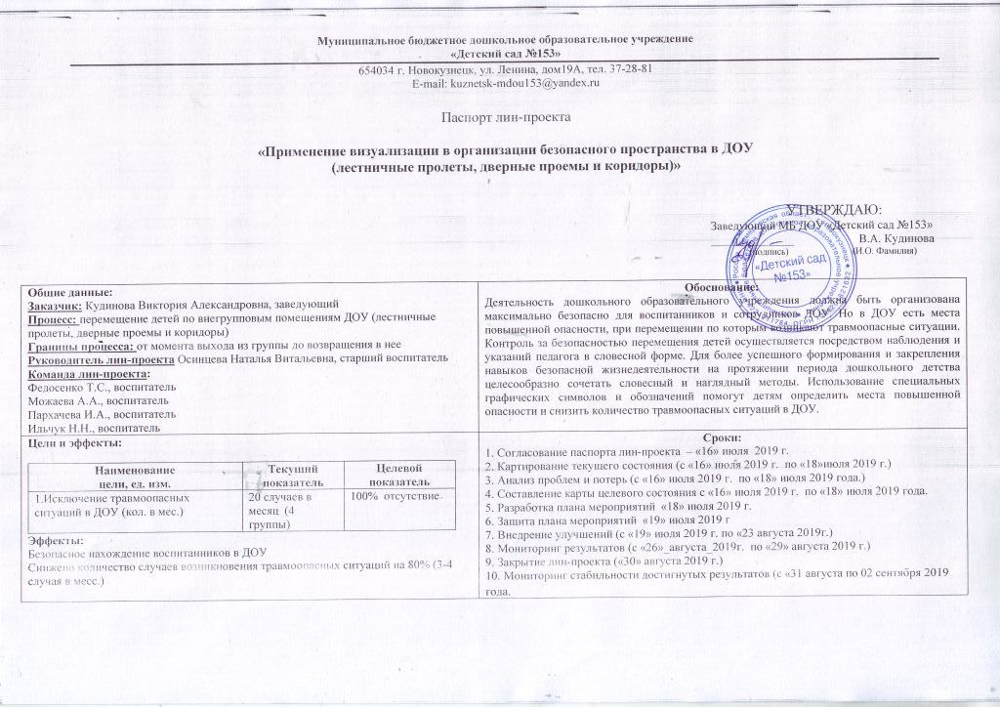 Муниципальное бюджетное дошкольное образовательное учреждение
«Детский сад №153»
654034 г. Новокузнецк, ул. Ленина, дом19А, тел. 37-28-81
E-mail: kuznetsk-mdou153@yandex.ru
Паспорт лин-проекта
«Применение визуализации в организации безопасного пространства в ДОУ
(лестничные пролеты, дверные проемы и коридоры)»
УТВЕРЖДАЮ:
Заведующий МБ ДОУ «Детский сад №153»
В.А. Кудинова
(подпись) (И.О. Фамилия)
«Детский сад
№153»
Общие данные:
Заказчик: Кудинова Виктория Александровна, заведующий
Процесс: перемещение детей по внегрупповым помещениям ДОУ (лестничные
пролеты, дверные проемы и коридоры)
Границы процесса: от момента выхода из группы до возвращения в нее
Руководитель лин-проекта Осинцева Наталья Витальевна, старший воспитатель
Команда лин-проекта:
Федосенко Т.С., воспитатель
Можаева А.А., воспитатель
Пархачева И.А., воспитатель
Ильчук Н.Н., воспитатель
Обоснование:
Деятельность дошкольного образовательного учреждения должна быть организована
максимально безопасно для воспитанников и сотрудников ДОУ. Но в ДОУ есть места
повышенной опасности, при перемещении по которым возникают травмоопасные ситуации.
Контроль за безопасностью перемещения детей осуществляется посредством наблюдения и
указаний педагога в словесной форме. Для более успешного формирования и закрепления
навыков безопасной жизнедеятельности на протяжении периода дошкольного детства
целесообразно сочетать словесный и наглядный методы. Использование специальных
графических символов и обозначений помогут детям определить места повышенной
опасности и снизить количество травмоопасных ситуаций в ДОУ.
Цели и эффекты:
Наименование
цели, ед. изм.
Текущий
показатель
Целевой
показатель
1.Исключение травмоопасных
ситуаций в ДОУ (кол. в мес.)
20 случаев в
месяц (4
группы)
100% отсутствие
Эффекты:
Безопасное нахождение воспитанников в ДОУ
Снижено количество случаев возникновения травмоопасных ситуаций на 80% (3-4
случая в месс.)
Сроки:
1. Согласование паспорта лин-проекта – «16» июля 2019 г.
2. Картирование текущего состояния (с «16» июля 2019 г. по «18»июля 2019 г.)
3. Анализ проблем и потерь (с «16» июля 2019 г. по «18» июля 2019 года.)
4. Составление карты целевого состояния с «16» июля 2019 г. по «18» июля 2019 года.
5. Разработка плана мероприятий «18» июля 2019 г.
6. Защита плана мероприятий «19» июля 2019 г
7. Внедрение улучшений (с «19» июля 2019 г. по «23 августа 2019г.)
8. Мониторинг результатов (с «26»_августа_2019г. по «29» августа 2019 г.)
9. Закрытие лин-проекта («30» августа 2019 г.)
10. Мониторинг стабильности достигнутых результатов (с «31 августа по 02 сентября 2019
года.